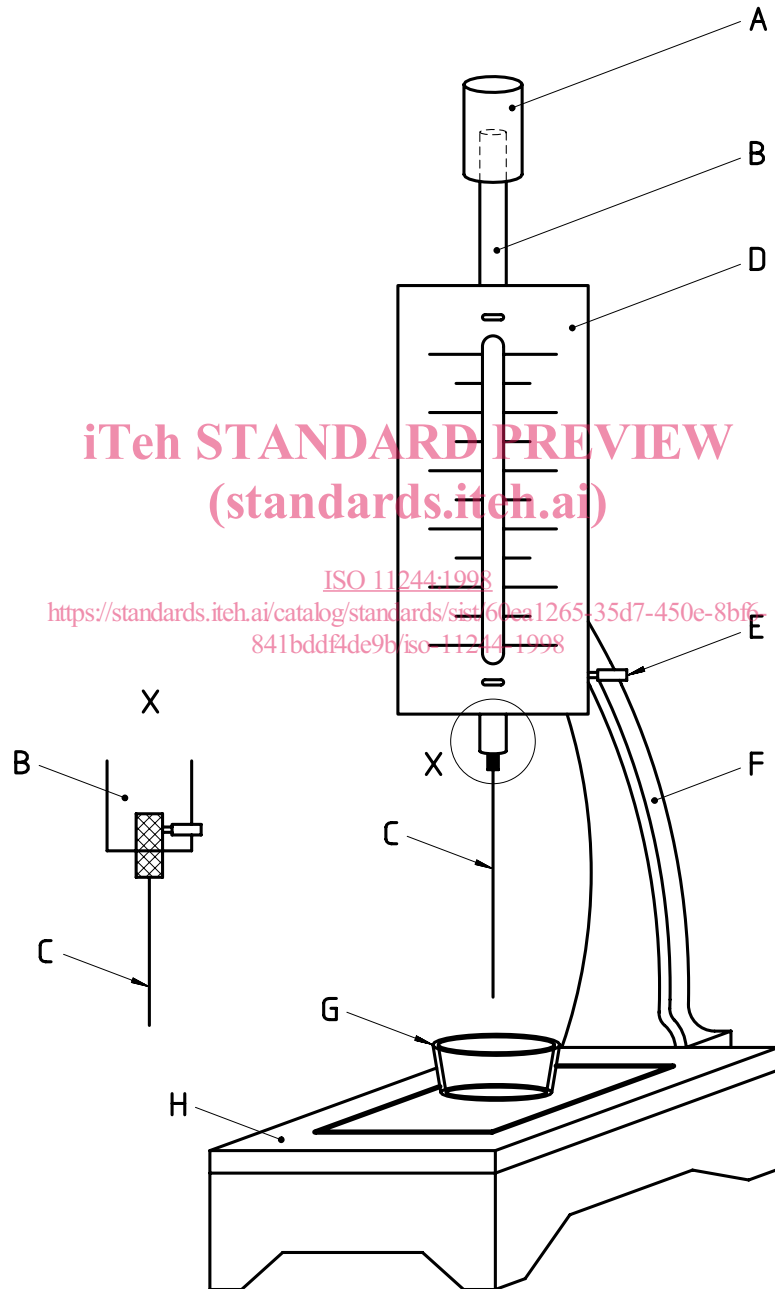 A
B
D
iTeh STANDARD PREVIEW
(standards.iteh.ai)
ISO 11244:1998
https://standards.iteh.ai/catalog/standards/sist/60ea1265-35d7-450e-8bf6-
841bddf4de9b/iso-11244-1998
E
X
B
X
F
C
C
G
H